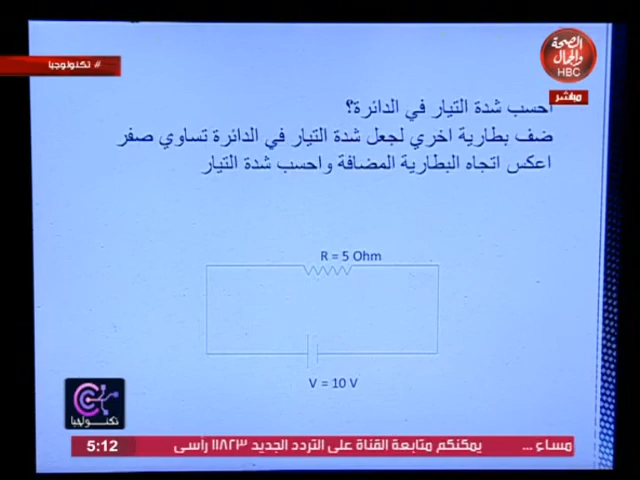 الصحة
والجمال
HBC
# تكنولوجيا
مباشر
احسب شدة التيار في الدائرة؟
ضف بطارية اخري لجعل شدة التيار في الدائرة تساوي صفر
اعكس اتجاه البطارية المضافة واحسب شدة التيار
R = 5 Ohm
V = 10 V
تكنـولوجيا
5:12
يمكنكم متابعة القناة على التردد الجديد ١١٨٢٣ رأسى
مساء ...